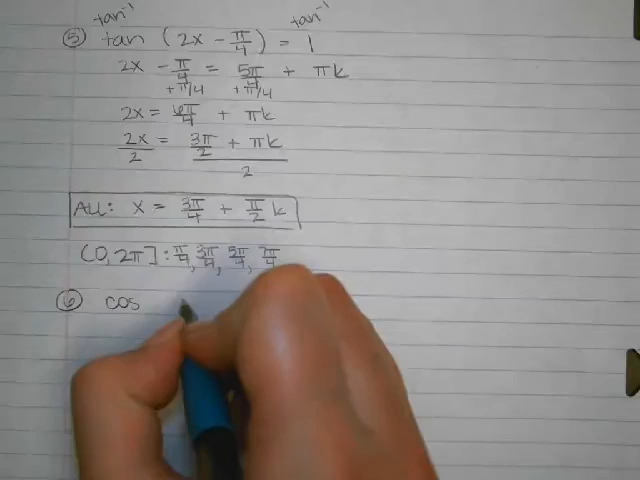 tan⁻¹ tan⁻¹
⑤ tan (2x - π/4) = 1
2x - π/4 = 5π/4 + πk
+π/4 +π/4
2x = 6π/4 + πk
2x/2 = (3π/2 + πk)/2
ALL: x = 3π/4 + π/2 k
(0, 2π] : π/4, 3π/4, 5π/4, 7π/4
⑥ cos